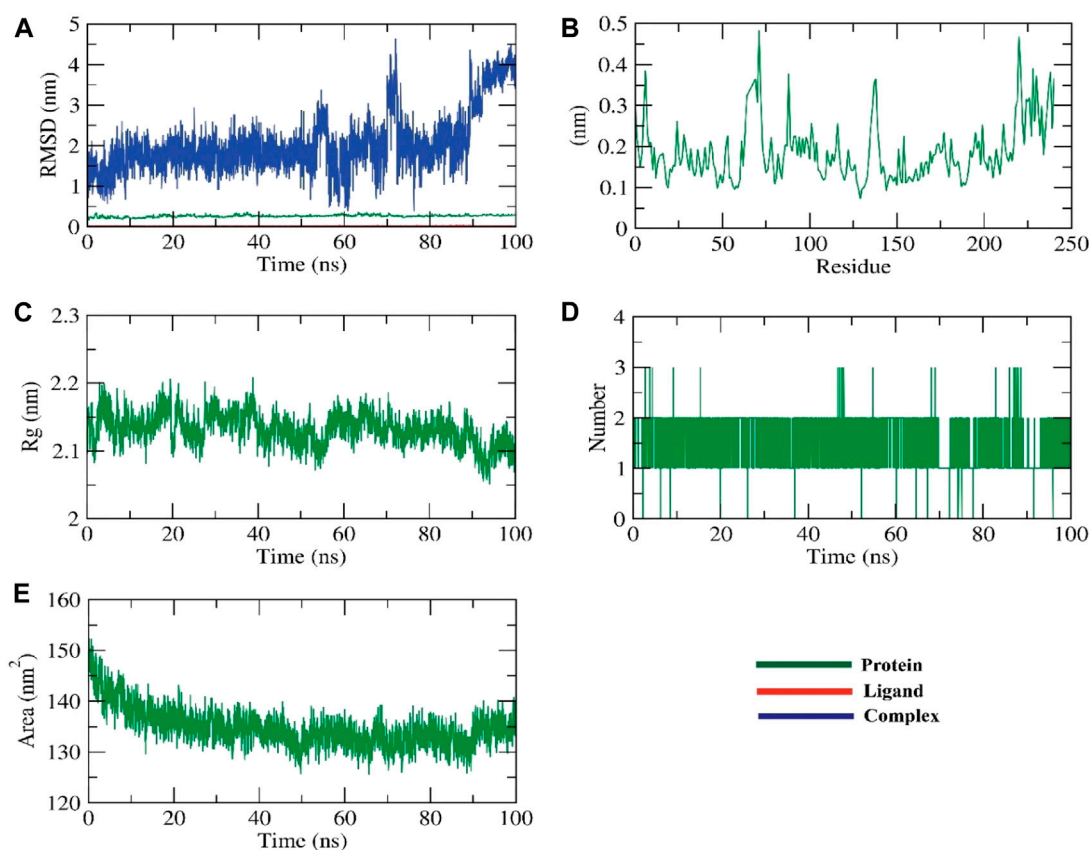 A
RMSD (nm)
5
4
3
2
1
0
0 20 40 60 80 100
Time (ns)
B
(nm)
0.5
0.4
0.3
0.2
0.1
0
0 50 100 150 200 250
Residue
C
Rg (nm)
2.3
2.2
2.1
2
0 20 40 60 80 100
Time (ns)
D
Number
4
3
2
1
0
0 20 40 60 80 100
Time (ns)
E
Area (nm²)
160
150
140
130
120
0 20 40 60 80 100
Time (ns)
Protein
Ligand
Complex